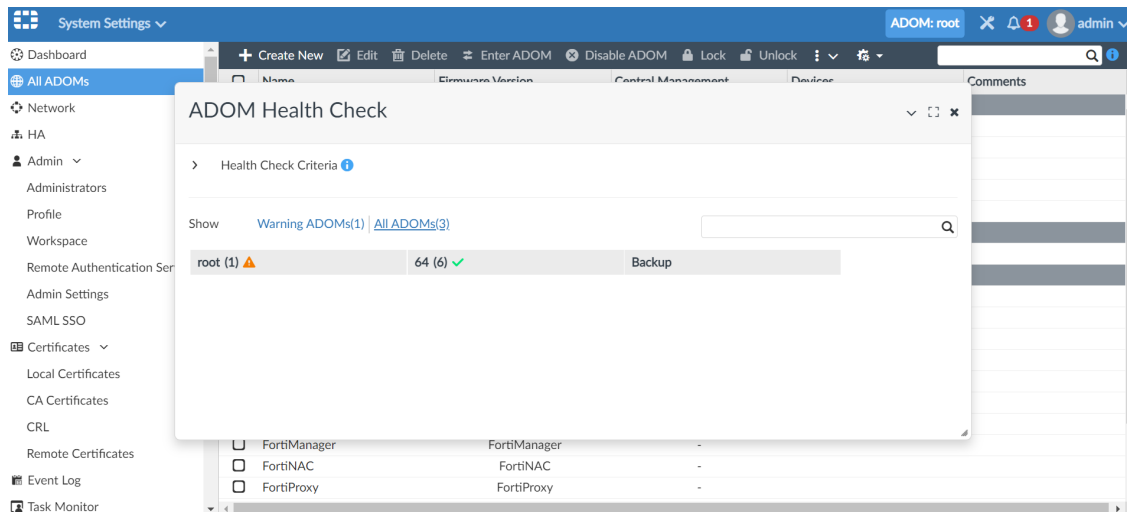 System Settings
ADOM: root
1
admin
Dashboard
All ADOMs
Network
HA
Admin
Administrators
Profile
Workspace
Remote Authentication Ser
Admin Settings
SAML SSO
Certificates
Local Certificates
CA Certificates
CRL
Remote Certificates
Event Log
Task Monitor
Create New Edit Delete Enter ADOM Disable ADOM Lock Unlock
Name Firmware Version Central Management Devices Comments
ADOM Health Check
Health Check Criteria
Show Warning ADOMs(1) All ADOMs(3)
root (1) 64 (6) Backup
FortiManager FortiManager -
FortiNAC FortiNAC -
FortiProxy FortiProxy -